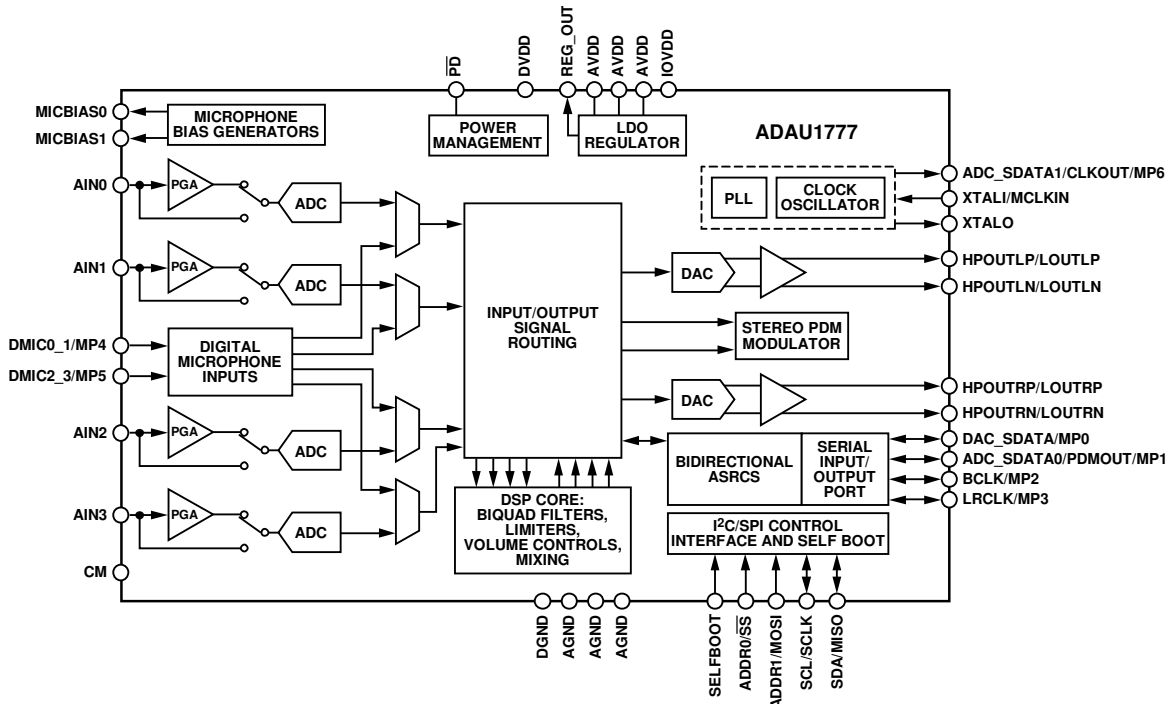 PD
DVDD
REG_OUT
AVDD
AVDD
AVDD
IOVDD
MICBIAS0
MICBIAS1
MICROPHONE
BIAS GENERATORS
POWER
MANAGEMENT
LDO
REGULATOR
ADAU1777
AIN0
PGA
ADC
PLL
CLOCK
OSCILLATOR
ADC_SDATA1/CLKOUT/MP6
XTALI/MCLKIN
XTALO
AIN1
PGA
ADC
DAC
HPOUTLP/LOUTLP
HPOUTLN/LOUTLN
DMIC0_1/MP4
DMIC2_3/MP5
DIGITAL
MICROPHONE
INPUTS
INPUT/OUTPUT
SIGNAL
ROUTING
STEREO PDM
MODULATOR
DAC
HPOUTRP/LOUTRP
HPOUTRN/LOUTRN
AIN2
PGA
ADC
BIDIRECTIONAL
ASRCS
SERIAL
INPUT/
OUTPUT
PORT
DAC_SDATA/MP0
ADC_SDATA0/PDMOUT/MP1
BCLK/MP2
LRCLK/MP3
AIN3
PGA
ADC
DSP CORE:
BIQUAD FILTERS,
LIMITERS,
VOLUME CONTROLS,
MIXING
I2C/SPI CONTROL
INTERFACE AND SELF BOOT
CM
DGND
AGND
AGND
AGND
SELFBOOT
ADDR0/SS
ADDR1/MOSI
SCL/SCLK
SDA/MISO